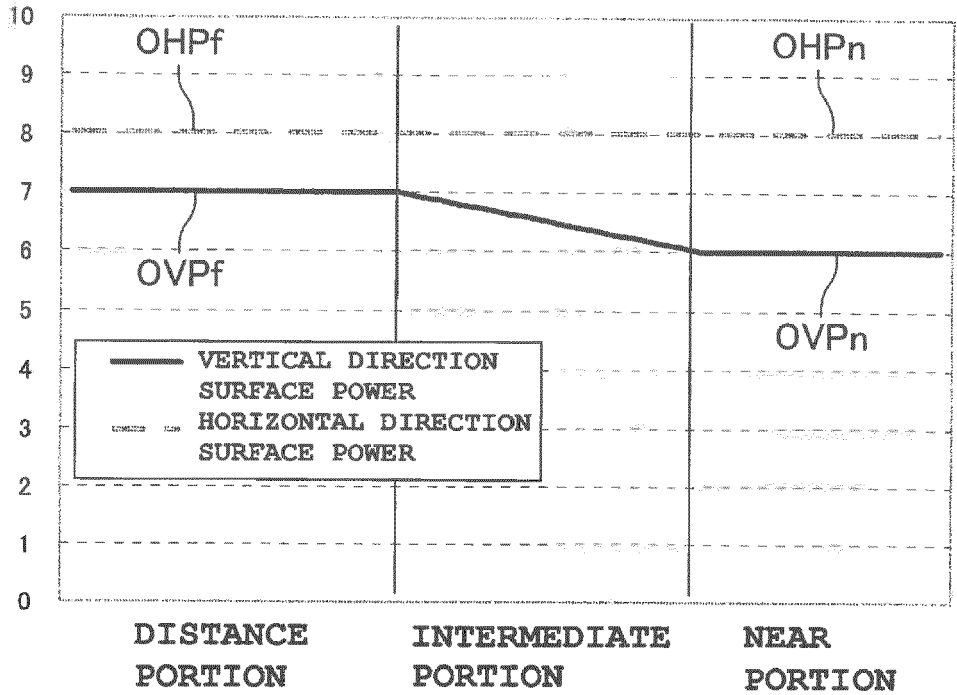 10
OHPf
OHPn
9
8
7
6
OVPf
OVPn
5
VERTICAL DIRECTION
SURFACE POWER
HORIZONTAL DIRECTION
SURFACE POWER
4
3
2
1
0
DISTANCE
PORTION
INTERMEDIATE
PORTION
NEAR
PORTION